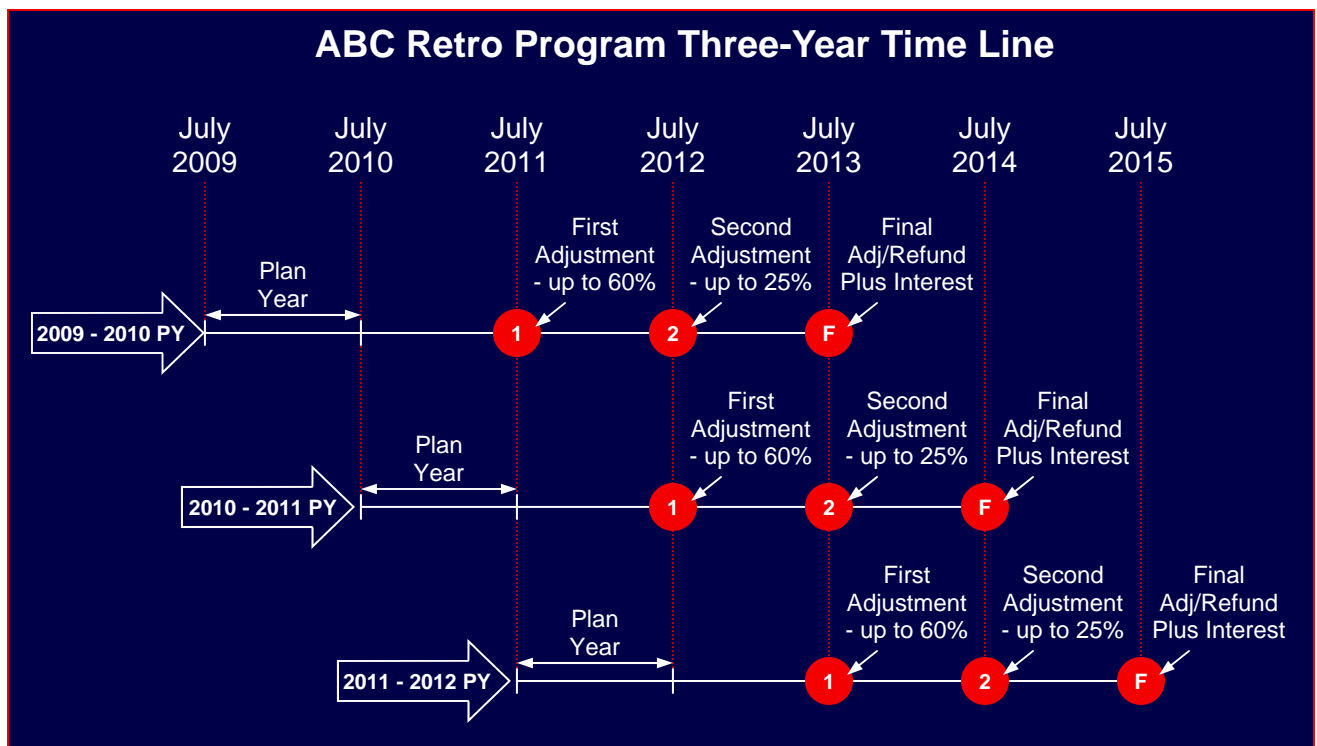 ABC Retro Program Three-Year Time Line
July
2009
July
2010
July
2011
July
2012
July
2013
July
2014
July
2015
2009 - 2010 PY
Plan
Year
First
Adjustment
- up to 60%
Second
Adjustment
- up to 25%
Final
Adj/Refund
Plus Interest
1
2
F
2010 - 2011 PY
Plan
Year
First
Adjustment
- up to 60%
Second
Adjustment
- up to 25%
Final
Adj/Refund
Plus Interest
1
2
F
2011 - 2012 PY
Plan
Year
First
Adjustment
- up to 60%
Second
Adjustment
- up to 25%
Final
Adj/Refund
Plus Interest
1
2
F